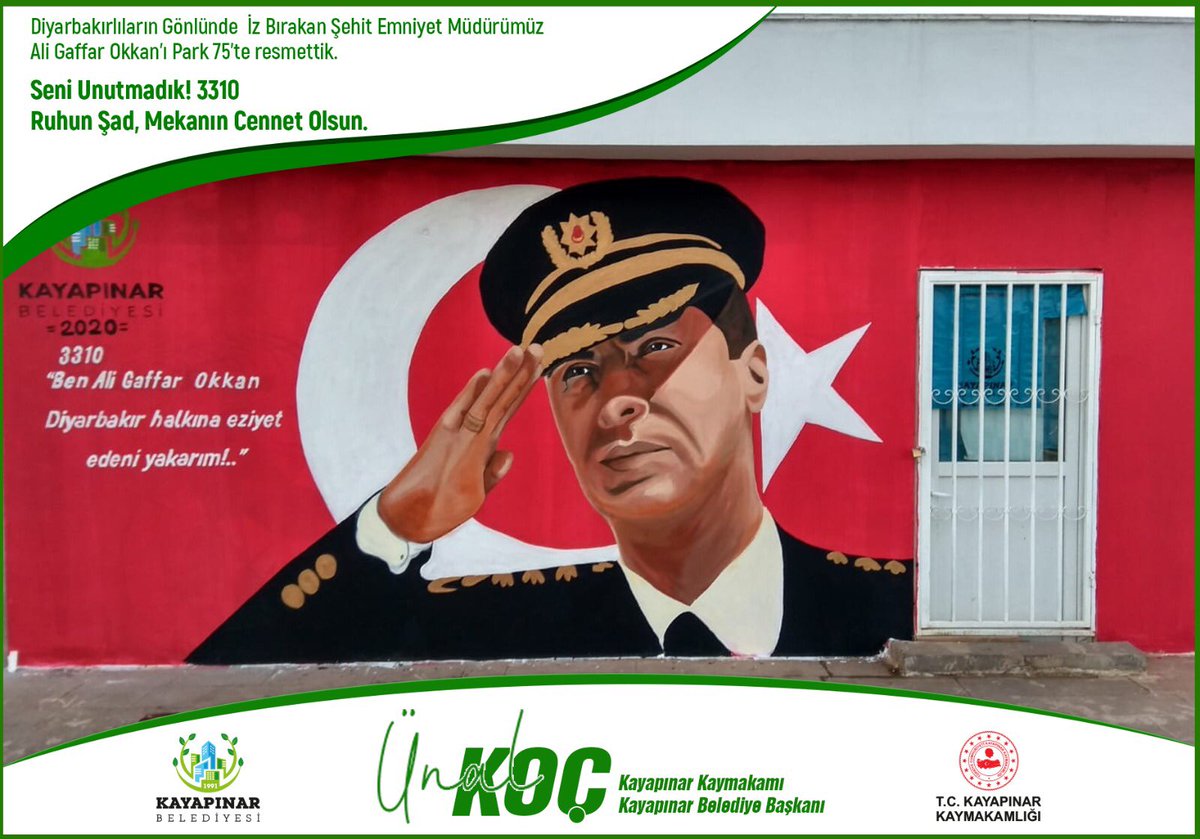 Diyarbakırlıların Gönlünde İz Bırakan Şehit Emniyet Müdürümüz
Ali Gaffar Okkan'ı Park 75'te resmettik.
Seni Unutmadık! 3310
Ruhun Şad, Mekanın Cennet Olsun.
KAYAPINAR
BELEDİYESİ
=2020=
3310
"Ben Ali Gaffar Okkan
Diyarbakır halkına eziyet
edeni yakarım!.."
KAYAPINAR
1991
KAYAPINAR
BELEDİYESİ
Ünal
KOÇ
Kayapınar Kaymakamı
Kayapınar Belediye Başkanı
T.C. KAYAPINAR
KAYMAKAMLIĞI